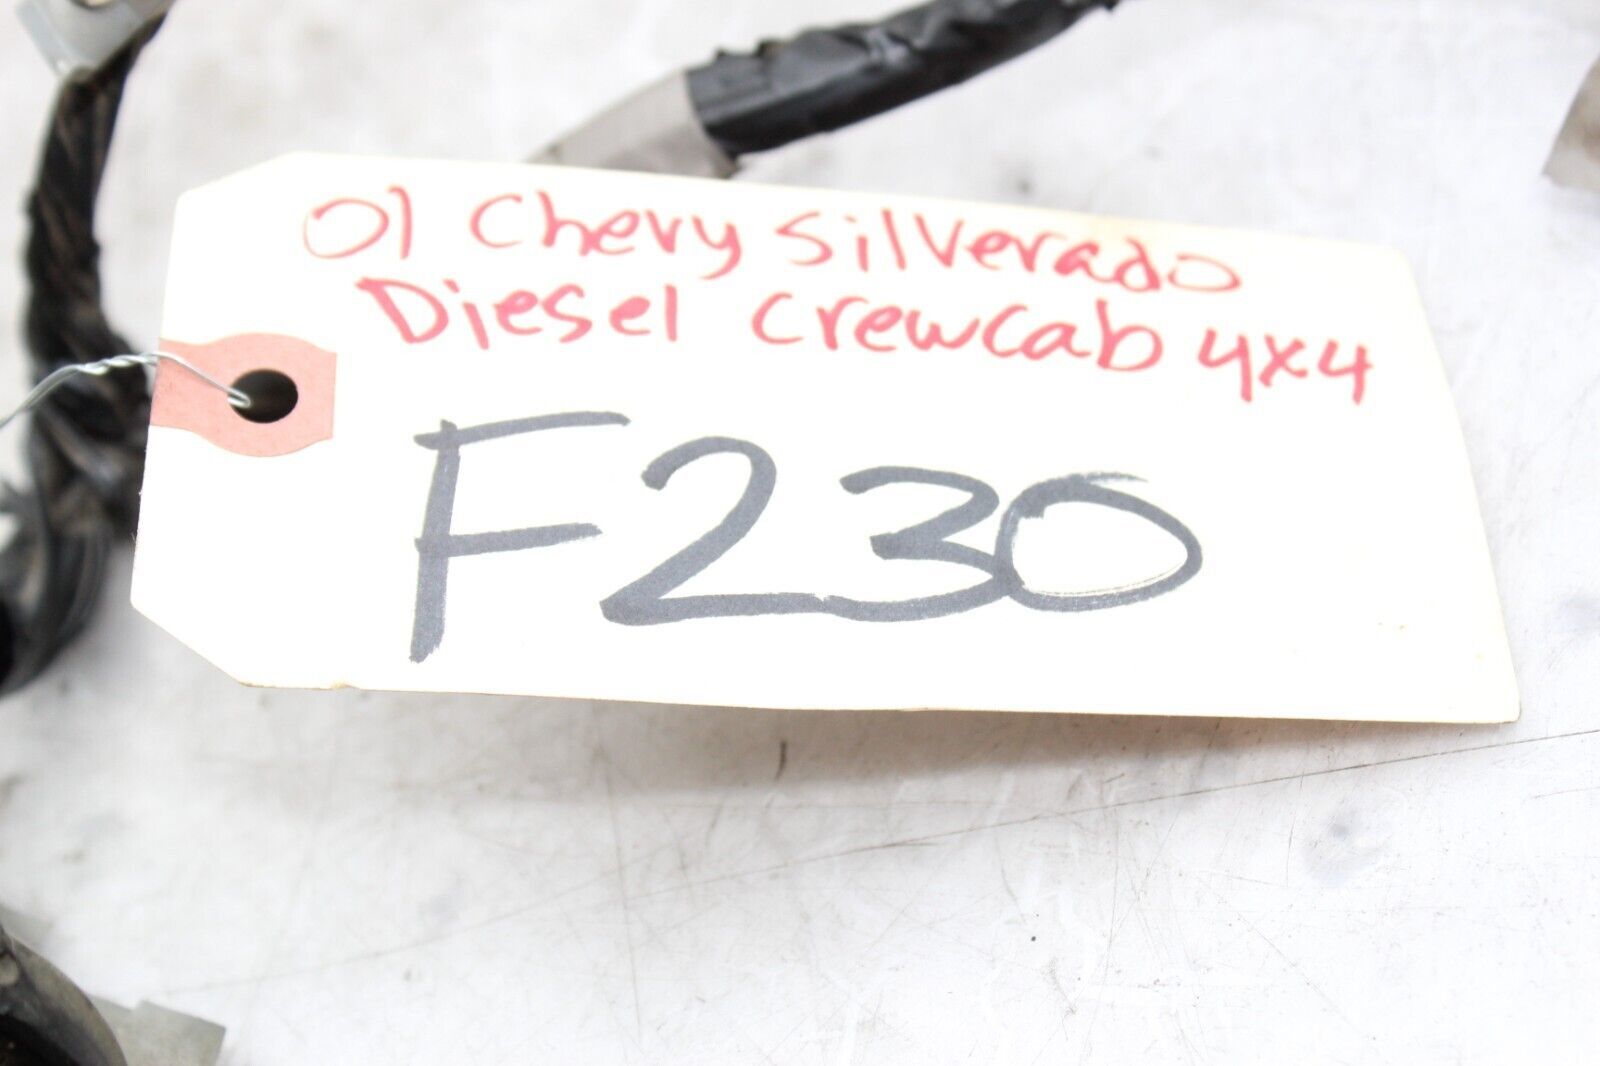 01 Chevy Silverado
Diesel crewcab 4x4
F230